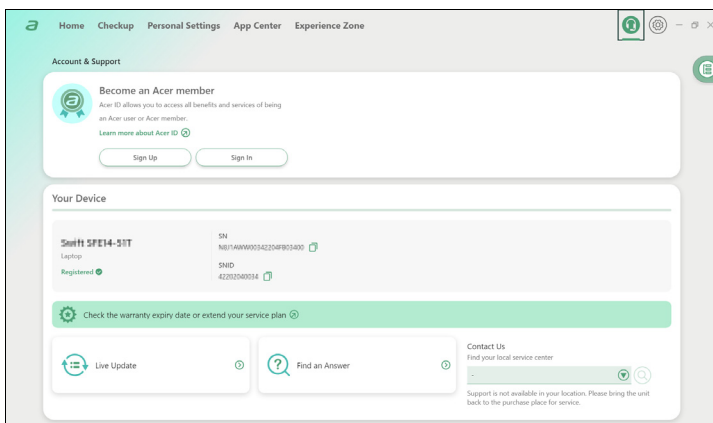 Home Checkup Personal Settings App Center Experience Zone
Account & Support
Become an Acer member
Acer ID allows you to access all benefits and services of being
an Acer user or Acer member.
Learn more about Acer ID
Sign Up Sign In
Your Device
Laptop
Registered
SN
SNID
Check the warranty expiry date or extend your service plan
Live Update
Find an Answer
Contact Us
Find your local service center
-
Support is not available in your location. Please bring the unit
back to the purchase place for service.